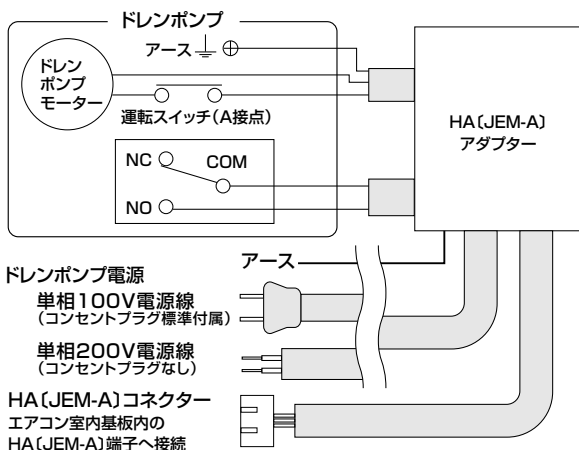 ドレンポンプ
アース
ドレン
ポンプ
モーター
運転スイッチ(A接点)
NC
COM
NO
HA〔JEM-A〕
アダプター
アース
ドレンポンプ電源
単相100V電源線
(コンセントプラグ標準付属)
単相200V電源線
(コンセントプラグなし)
HA〔JEM-A〕コネクター
エアコン室内基板内の
HA〔JEM-A〕端子へ接続